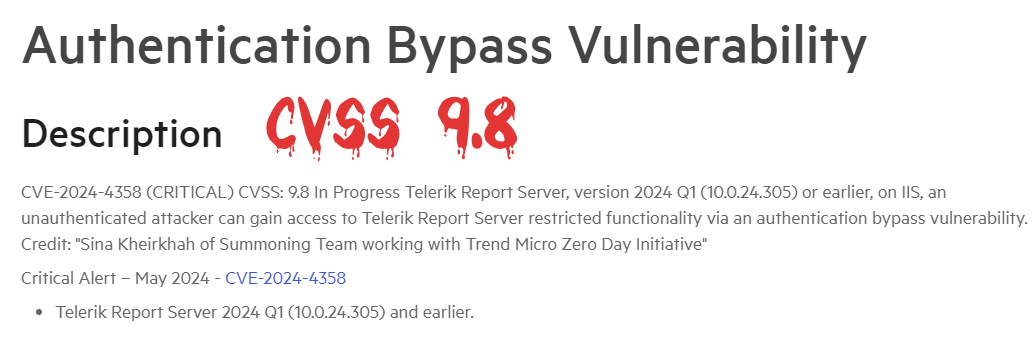 Authentication Bypass Vulnerability
Description CVSS 9.8
CVE-2024-4358 (CRITICAL) CVSS: 9.8 In Progress Telerik Report Server, version 2024 Q1 (10.0.24.305) or earlier, on IIS, an
unauthenticated attacker can gain access to Telerik Report Server restricted functionality via an authentication bypass vulnerability.
Credit: "Sina Kheirkhah of Summoning Team working with Trend Micro Zero Day Initiative"
Critical Alert – May 2024 - CVE-2024-4358
• Telerik Report Server 2024 Q1 (10.0.24.305) and earlier.